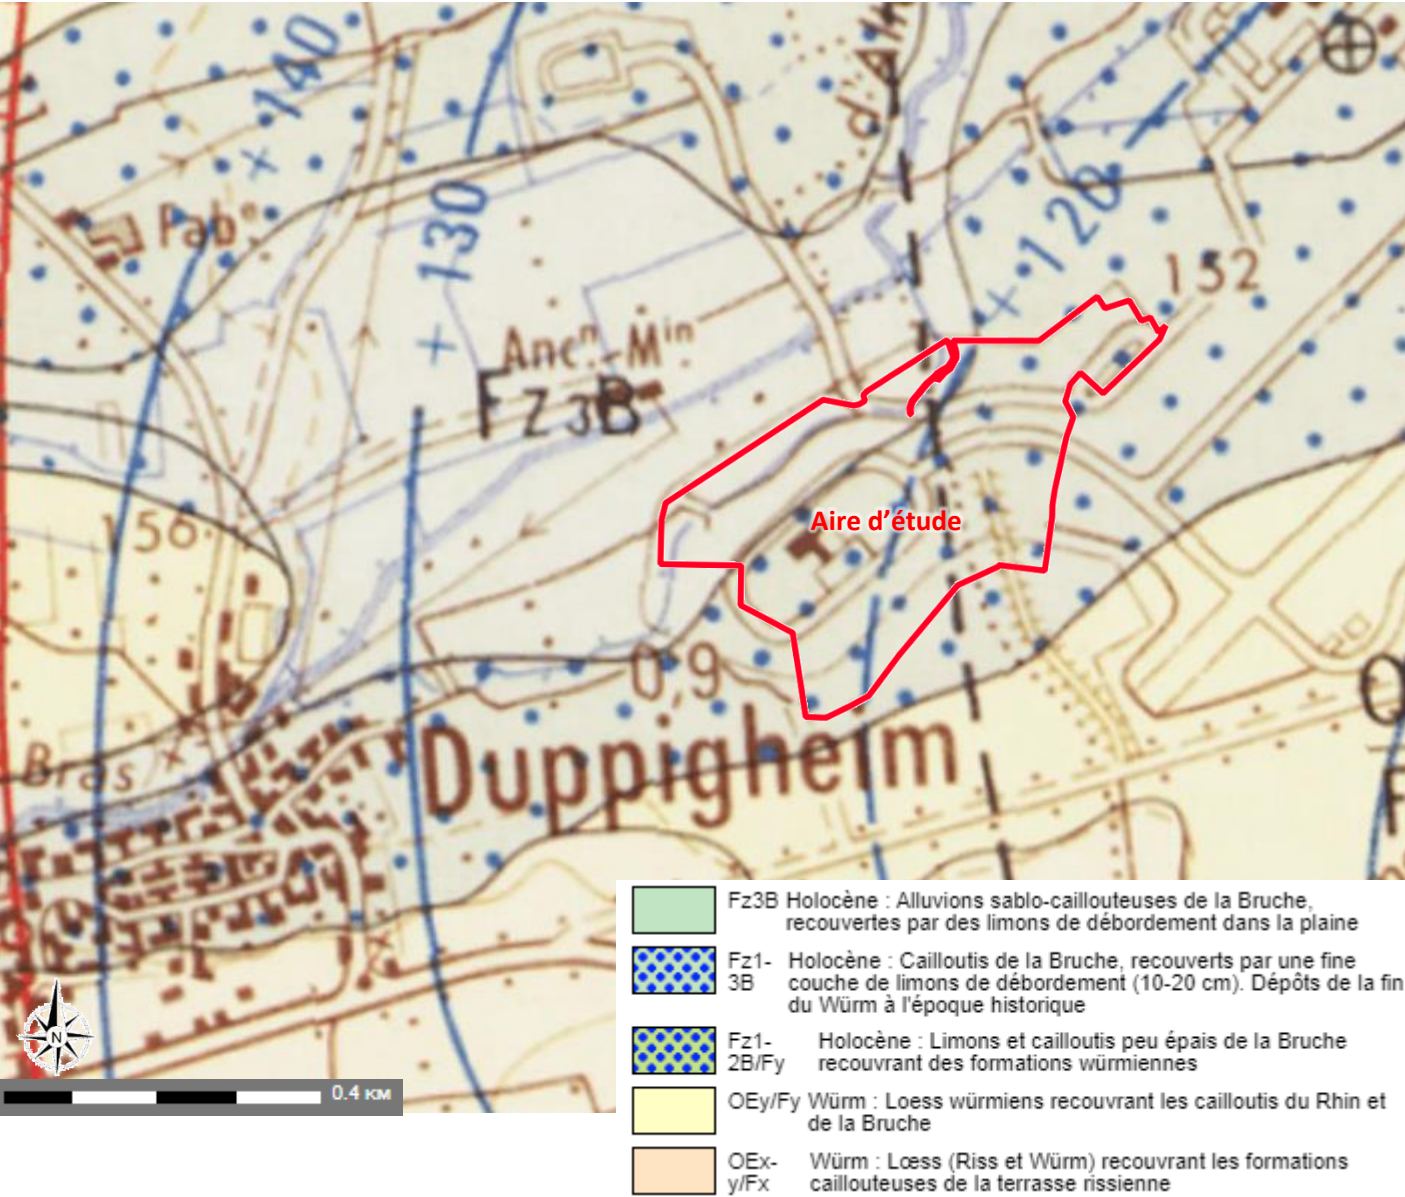 140
d'Al
130
120
Fabⁿ
152
Ancⁿ.-Mⁱⁿ.
Fz3B
156
Aire d'étude
0,9
O
Duppigheim
F
Bras
N
0.4 км
Fz3B Holocène : Alluvions sablo-caillouteuses de la Bruche,
recouvertes par des limons de débordement dans la plaine
Fz1- Holocène : Cailloutis de la Bruche, recouverts par une fine
3B couche de limons de débordement (10-20 cm). Dépôts de la fin
du Würm à l'époque historique
Fz1- Holocène : Limons et cailloutis peu épais de la Bruche
2B/Fy recouvrant des formations würmiennes
OEy/Fy Würm : Loess würmiens recouvrant les cailloutis du Rhin et
de la Bruche
OEx- Würm : Lœss (Riss et Würm) recouvrant les formations
y/Fx caillouteuses de la terrasse rissienne